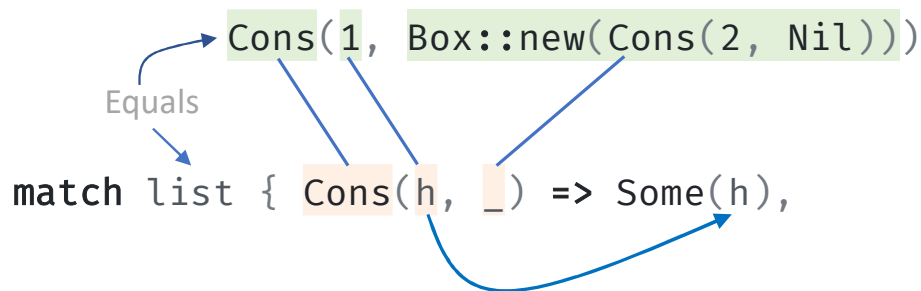 Cons(1, Box::new(Cons(2, Nil)))
Equals
match list { Cons(h, _) => Some(h),